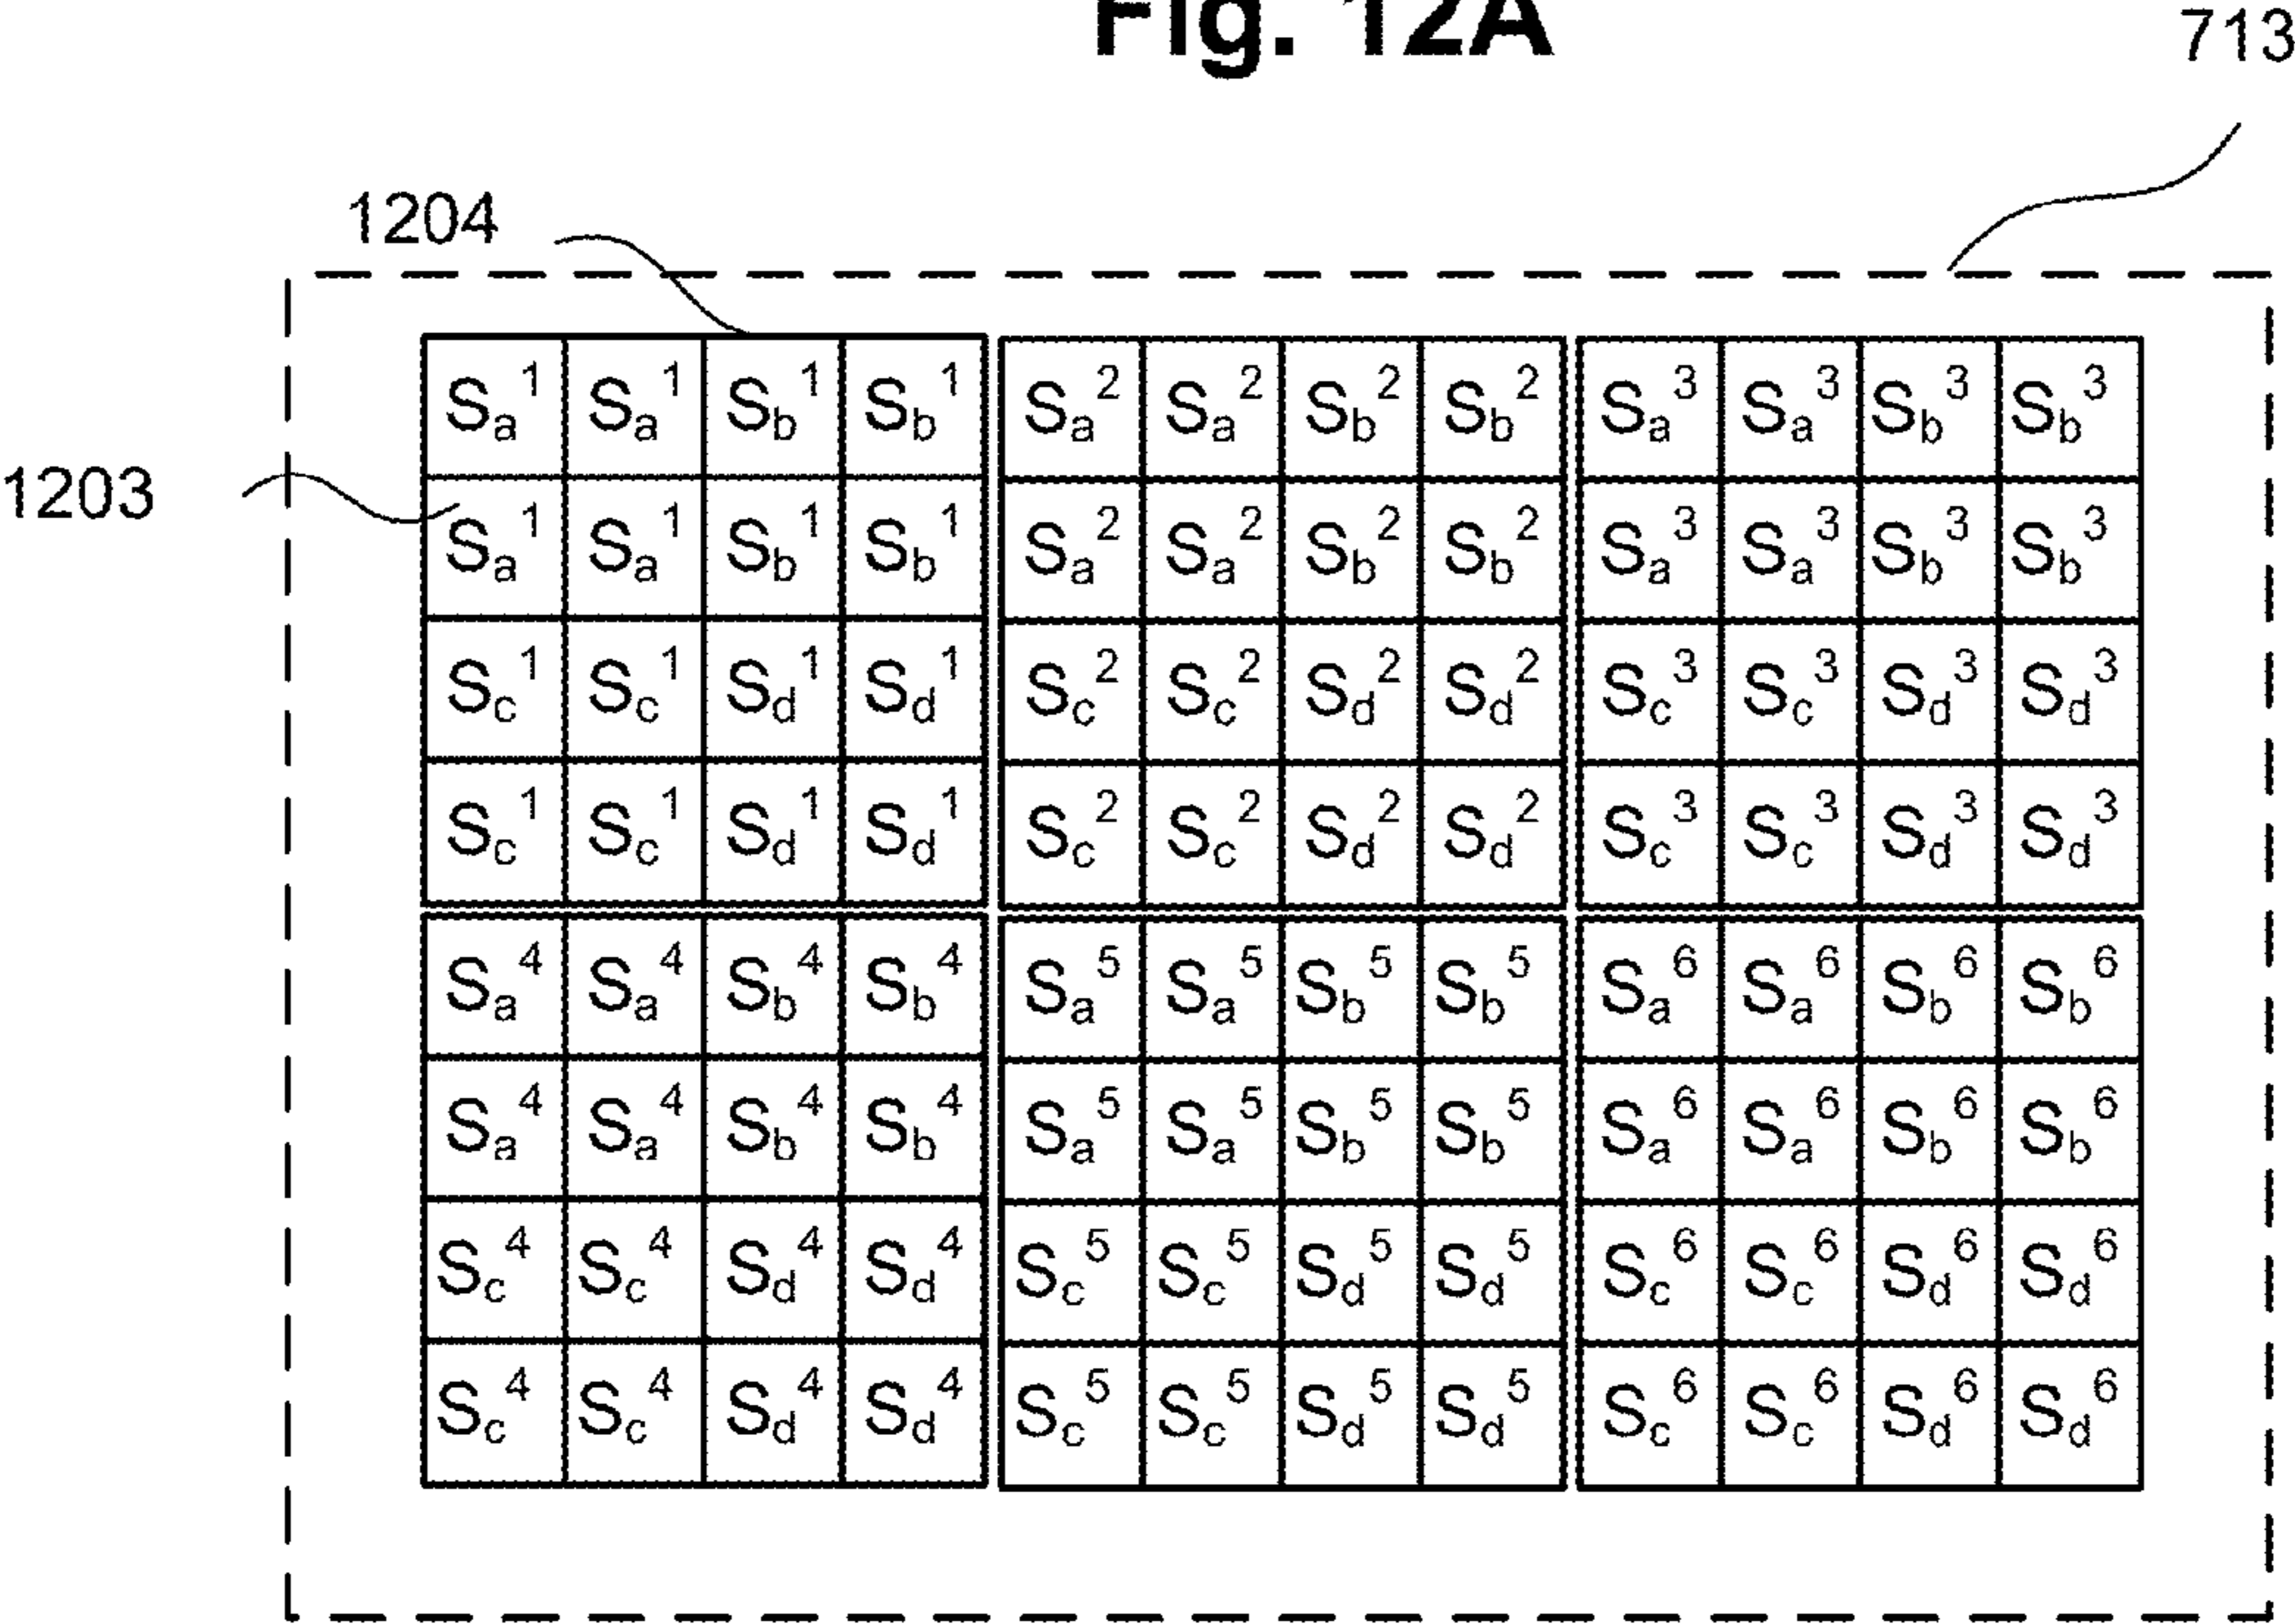 Fig. 12A
713
1204
1203
Sa1 Sa1 Sb1 Sb1 Sa2 Sa2 Sb2 Sb2 Sa3 Sa3 Sb3 Sb3
Sa1 Sa1 Sb1 Sb1 Sa2 Sa2 Sb2 Sb2 Sa3 Sa3 Sb3 Sb3
Sc1 Sc1 Sd1 Sd1 Sc2 Sc2 Sd2 Sd2 Sc3 Sc3 Sd3 Sd3
Sc1 Sc1 Sd1 Sd1 Sc2 Sc2 Sd2 Sd2 Sc3 Sc3 Sd3 Sd3
Sa4 Sa4 Sb4 Sb4 Sa5 Sa5 Sb5 Sb5 Sa6 Sa6 Sb6 Sb6
Sa4 Sa4 Sb4 Sb4 Sa5 Sa5 Sb5 Sb5 Sa6 Sa6 Sb6 Sb6
Sc4 Sc4 Sd4 Sd4 Sc5 Sc5 Sd5 Sd5 Sc6 Sc6 Sd6 Sd6
Sc4 Sc4 Sd4 Sd4 Sc5 Sc5 Sd5 Sd5 Sc6 Sc6 Sd6 Sd6